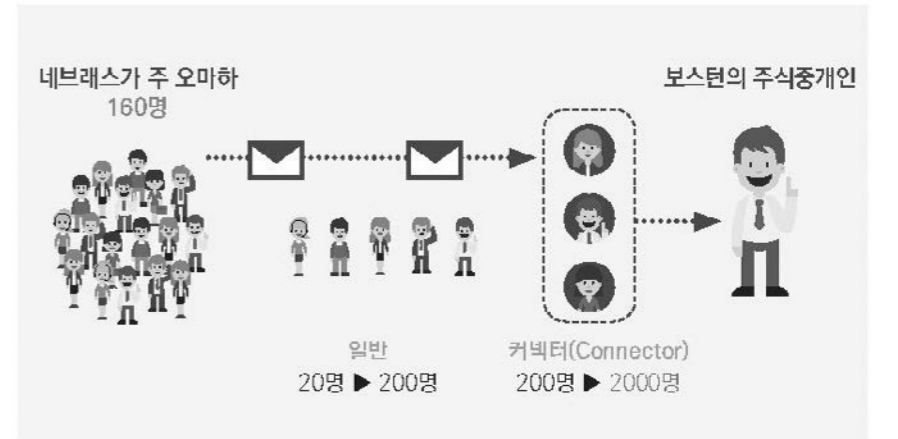 네브래스가 주 오마하
160명
보스턴의 주식중개인
일반
20명 ▶ 200명
커넥터(Connector)
200명 ▶ 2000명